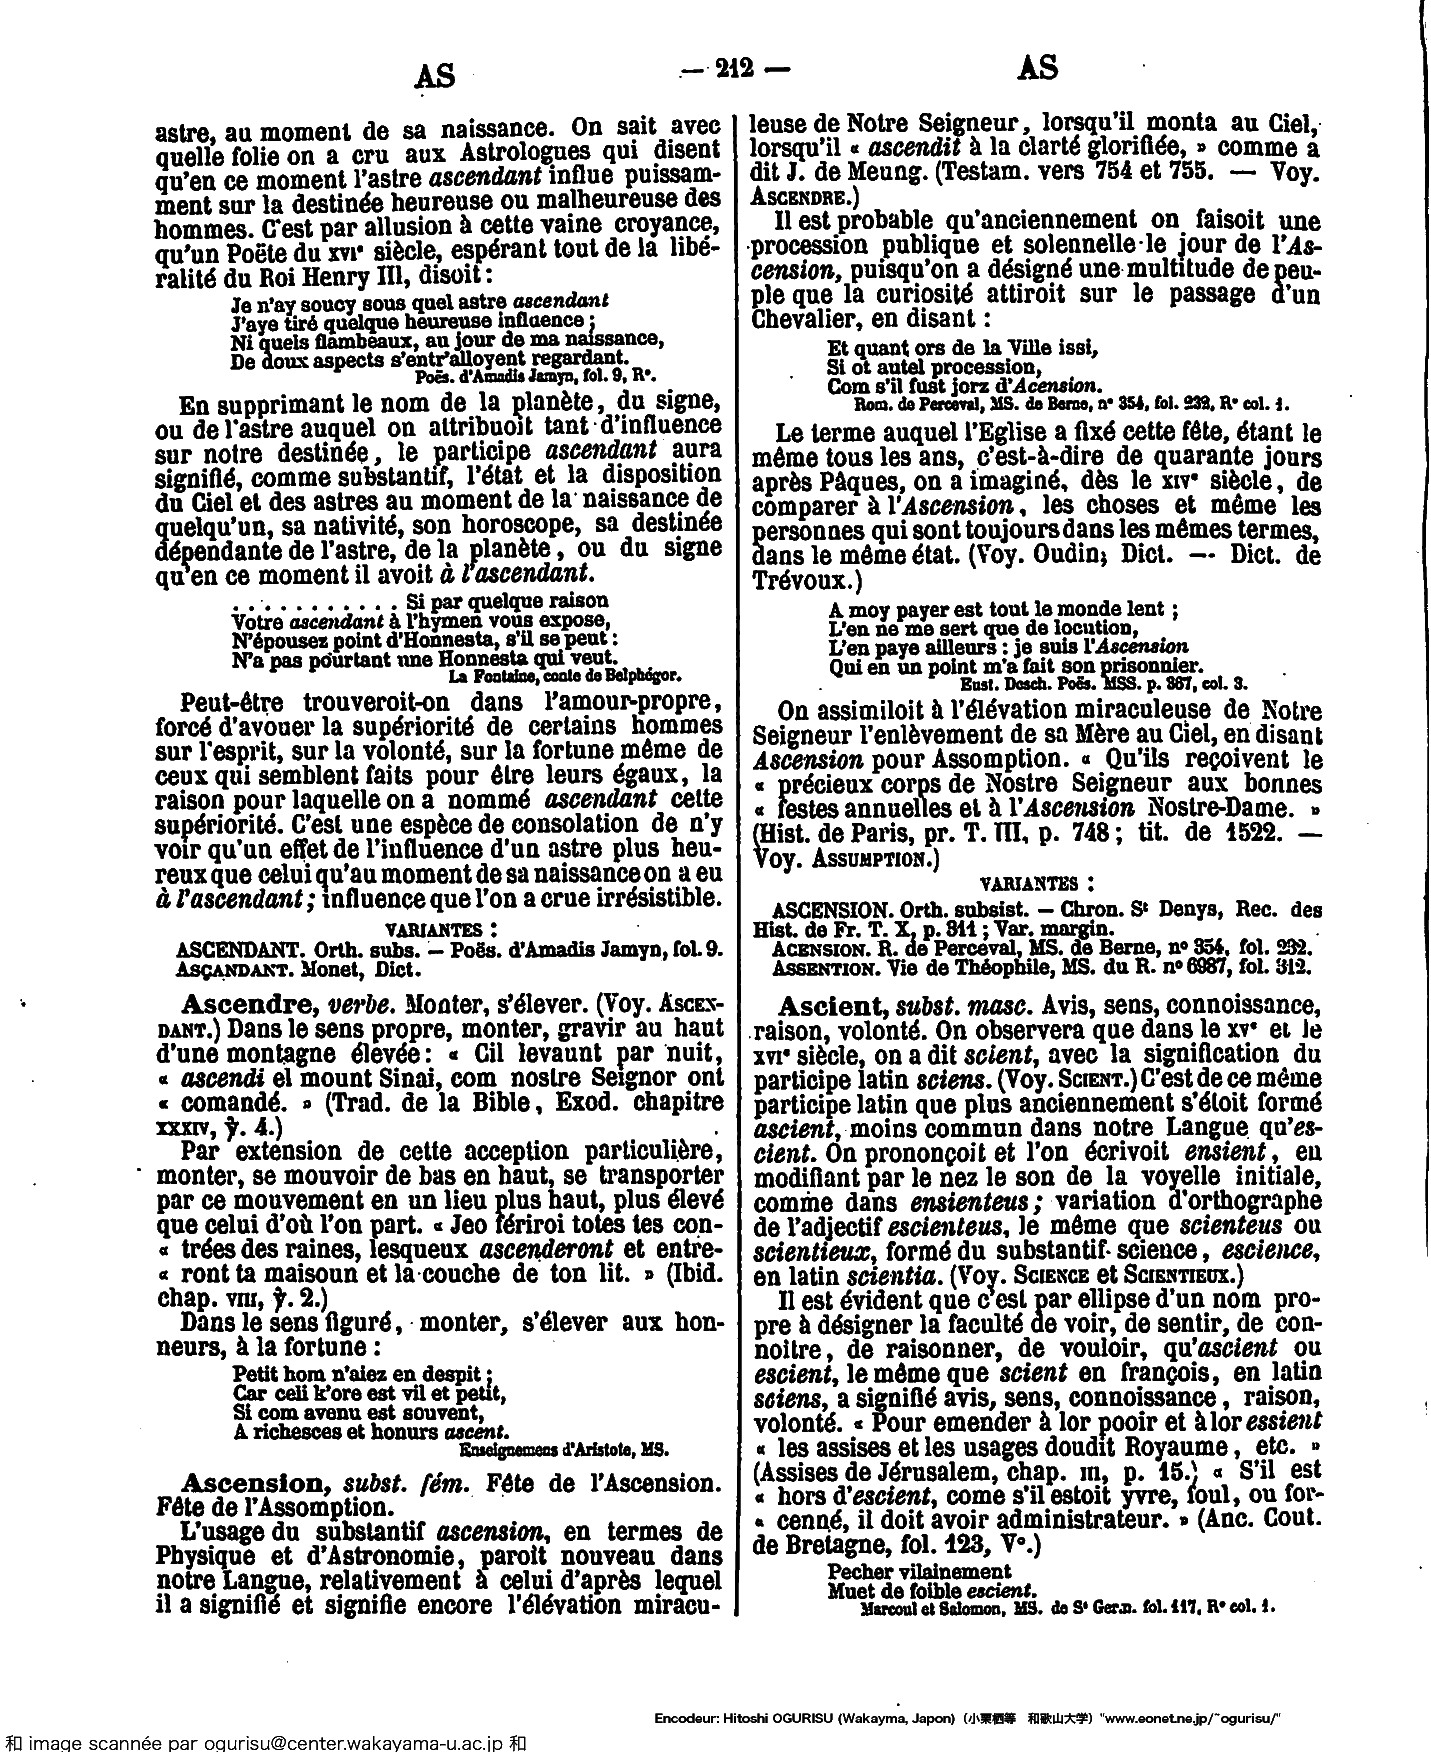 AS
— 212 —
AS
astre, au moment de sa naissance. On sait avec
quelle folie on a cru aux Astrologues qui disent
qu'en ce moment l'astre ascendant influe puissam-
ment sur la destinée heureuse ou malheureuse des
hommes. C'est par allusion à cette vaine croyance,
qu'un Poëte du XVIe siècle, espérant tout de la libé-
ralité du Roi Henry III, disoit :
Je n'ay soucy sous quel astre ascendant
J'aye tiré quelque heureuse influence ;
Ni quels flambeaux, au jour de ma naissance,
De doux aspects s'entr'alloyent regardant.
Poës. d'Amadis Jamyn, fol. 9, R°.
En supprimant le nom de la planète, du signe,
ou de l'astre auquel on attribuoit tant d'influence
sur notre destinée, le participe ascendant aura
signifié, comme substantif, l'état et la disposition
du Ciel et des astres au moment de la naissance de
quelqu'un, sa nativité, son horoscope, sa destinée
dépendante de l'astre, de la planète, ou du signe
qu'en ce moment il avoit à l'ascendant.
. . . . . . . . . . . Si par quelque raison
Votre ascendant à l'hymen vous expose,
N'épousez point d'Honnesta, s'il se peut :
N'a pas pourtant une Honnesta qui veut.
La Fontaine, conte de Belphégor.
Peut-être trouveroit-on dans l'amour-propre,
forcé d'avouer la supériorité de certains hommes
sur l'esprit, sur la volonté, sur la fortune même de
ceux qui semblent faits pour être leurs égaux, la
raison pour laquelle on a nommé ascendant cette
supériorité. C'est une espèce de consolation de n'y
voir qu'un effet de l'influence d'un astre plus heu-
reux que celui qu'au moment de sa naissance on a eu
à l'ascendant ; influence que l'on a crue irrésistible.
VARIANTES :
ASCENDANT. Orth. subs. — Poës. d'Amadis Jamyn, fol. 9.
ASÇANDANT. Monet, Dict.
Ascendre, verbe. Monter, s'élever. (Voy. ASCEN-
DANT.) Dans le sens propre, monter, gravir au haut
d'une montagne élevée : « Cil levaunt par nuit,
« ascendi el mount Sinai, com nostre Seignor ont
« comandé. » (Trad. de la Bible, Exod. chapitre
XXXIV, ℣. 4.)
Par extension de cette acception particulière,
monter, se mouvoir de bas en haut, se transporter
par ce mouvement en un lieu plus haut, plus élevé
que celui d'où l'on part. « Jeo fériroi totes tes con-
« trées des raines, lesqueux ascenderont et entre-
« ront ta maisoun et la couche de ton lit. » (Ibid.
chap. VIII, ℣. 2.)
Dans le sens figuré, monter, s'élever aux hon-
neurs, à la fortune :
Petit hom n'aiez en despit ;
Car celi k'ore est vil et petit,
Si com avenu est souvent,
A richesces et honurs ascent.
Enseignemens d'Aristote, MS.
Ascension, subst. fém. Fête de l'Ascension.
Fête de l'Assomption.
L'usage du substantif ascension, en termes de
Physique et d'Astronomie, paroit nouveau dans
notre Langue, relativement à celui d'après lequel
il a signifié et signifie encore l'élévation miracu-
leuse de Notre Seigneur, lorsqu'il monta au Ciel,
lorsqu'il « ascendit à la clarté glorifiée, » comme a
dit J. de Meung. (Testam. vers 754 et 755. — Voy.
ASCENDRE.)
Il est probable qu'anciennement on faisoit une
procession publique et solennelle le jour de l'As-
cension, puisqu'on a désigné une multitude de peu-
ple que la curiosité attiroit sur le passage d'un
Chevalier, en disant :
Et quant ors de la Ville issi,
Si ot autel procession,
Com s'il fust jorz d'Acension.
Rom. de Perceval, MS. de Berne, n° 354, fol. 232, R° col. 1.
Le terme auquel l'Eglise a fixé cette fête, étant le
même tous les ans, c'est-à-dire de quarante jours
après Pâques, on a imaginé, dès le XIVe siècle, de
comparer à l'Ascension, les choses et même les
personnes qui sont toujours dans les mêmes termes,
dans le même état. (Voy. Oudin; Dict. — Dict. de
Trévoux.)
A moy payer est tout le monde lent ;
L'en ne me sert que de locution,
L'en paye ailleurs : je suis l'Ascension
Qui en un point m'a fait son prisonnier.
Eust. Desch. Poës. MSS. p. 367, col. 3.
On assimiloit à l'élévation miraculeuse de Notre
Seigneur l'enlèvement de sa Mère au Ciel, en disant
Ascension pour Assomption. « Qu'ils reçoivent le
« précieux corps de Nostre Seigneur aux bonnes
« festes annuelles et à l'Ascension Nostre-Dame. »
(Hist. de Paris, pr. T. III, p. 748 ; tit. de 1522. —
Voy. ASSUMPTION.)
VARIANTES :
ASCENSION. Orth. subsist. — Chron. St Denys, Rec. des
Hist. de Fr. T. X, p. 311 ; Var. margin.
ACENSION. R. de Perceval, MS. de Berne, n° 354, fol. 232.
ASSENTION. Vie de Théophile, MS. du R. n° 6987, fol. 312.
Ascient, subst. masc. Avis, sens, connoissance,
raison, volonté. On observera que dans le XVe et le
XVIe siècle, on a dit scient, avec la signification du
participe latin sciens. (Voy. SCIENT.) C'est de ce même
participe latin que plus anciennement s'étoit formé
ascient, moins commun dans notre Langue qu'es-
cient. On prononçoit et l'on écrivoit ensient, en
modifiant par le nez le son de la voyelle initiale,
comme dans ensienteus ; variation d'orthographe
de l'adjectif escienteus, le même que scienteus ou
scientieux, formé du substantif science, escience,
en latin scientia. (Voy. SCIENCE et SCIENTIEUX.)
Il est évident que c'est par ellipse d'un nom pro-
pre à désigner la faculté de voir, de sentir, de con-
noitre, de raisonner, de vouloir, qu'ascient ou
escient, le même que scient en françois, en latin
sciens, a signifié avis, sens, connoissance, raison,
volonté. « Pour emender à lor pooir et à lor essient
« les assises et les usages doudit Royaume, etc. »
(Assises de Jérusalem, chap. III, p. 15.) « S'il est
« hors d'escient, come s'il estoit yvre, foul, ou for-
« cenné, il doit avoir administrateur. » (Anc. Cout.
de Bretagne, fol. 123, V°.)
Pecher vilainement
Muet de foible escient.
Marcoul et Salomon, MS. de St Germ. fol. 117, R° col. 1.
Encodeur: Hitoshi OGURISU (Wakayma, Japon) (小栗栖等 和歌山大学) "www.eonet.ne.jp/~ogurisu/"
和 image scannée par ogurisu@center.wakayama-u.ac.jp 和